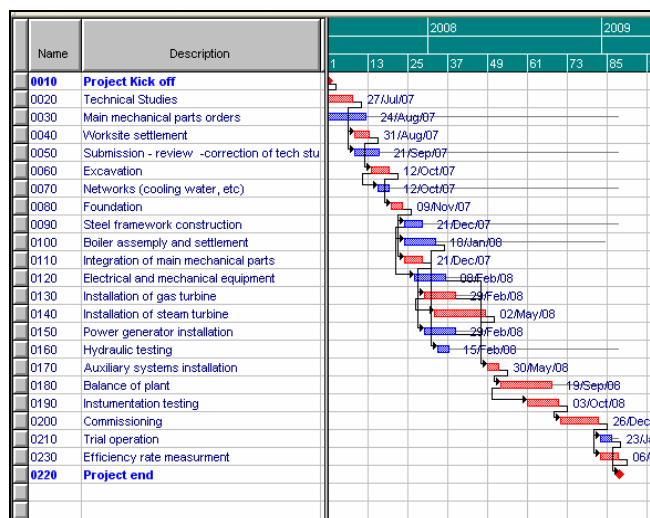 2008 2009
Name Description
1 13 25 37 49 61 73 85
0010 Project Kick off
0020 Technical Studies 27/Jul/07
0030 Main mechanical parts orders 24/Aug/07
0040 Worksite settlement 31/Aug/07
0050 Submission - review -correction of tech stu 21/Sep/07
0060 Excavation 12/Oct/07
0070 Networks (cooling water, etc) 12/Oct/07
0080 Foundation 09/Nov/07
0090 Steel framework construction 21/Dec/07
0100 Boiler assemply and settlement 18/Jan/08
0110 Integration of main mechanical parts 21/Dec/07
0120 Electrical and mechanical equipment 08/Feb/08
0130 Installation of gas turbine 29/Feb/08
0140 Installation of steam turbine 02/May/08
0150 Power generator installation 29/Feb/08
0160 Hydraulic testing 15/Feb/08
0170 Auxiliary systems installation 30/May/08
0180 Balance of plant 19/Sep/08
0190 Instumentation testing 03/Oct/08
0200 Commissioning 26/Dec
0210 Trial operation 23/J
0230 Efficiency rate measurment 06/
0220 Project end